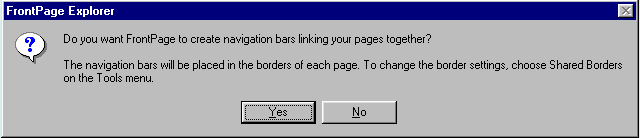 FrontPage Explorer
Do you want FrontPage to create navigation bars linking your pages together?
The navigation bars will be placed in the borders of each page. To change the border settings, choose Shared Borders
on the Tools menu.
Yes No